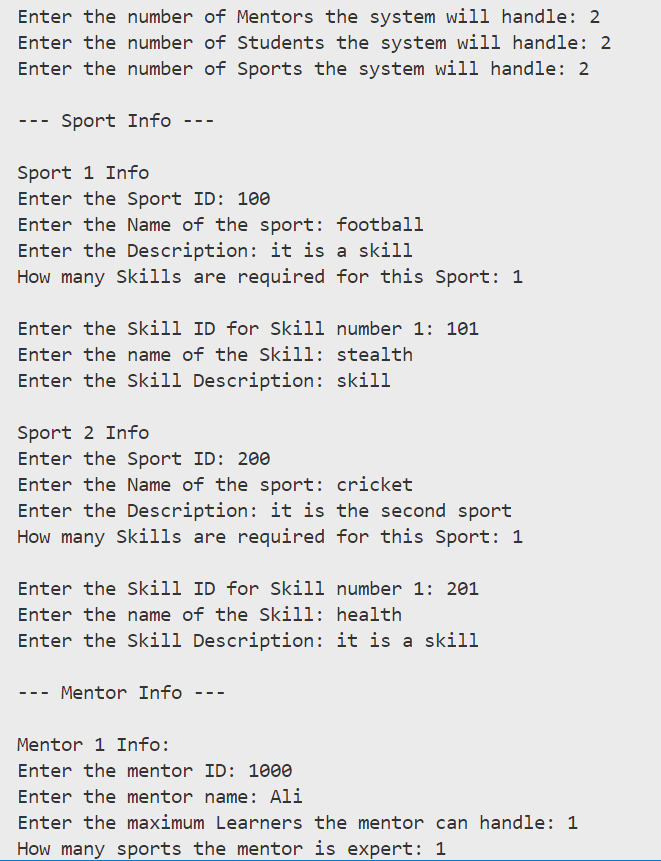 Enter the number of Mentors the system will handle: 2
Enter the number of Students the system will handle: 2
Enter the number of Sports the system will handle: 2
--- Sport Info ---
Sport 1 Info
Enter the Sport ID: 100
Enter the Name of the sport: football
Enter the Description: it is a skill
How many Skills are required for this Sport: 1
Enter the Skill ID for Skill number 1: 101
Enter the name of the Skill: stealth
Enter the Skill Description: skill
Sport 2 Info
Enter the Sport ID: 200
Enter the Name of the sport: cricket
Enter the Description: it is the second sport
How many Skills are required for this Sport: 1
Enter the Skill ID for Skill number 1: 201
Enter the name of the Skill: health
Enter the Skill Description: it is a skill
--- Mentor Info ---
Mentor 1 Info:
Enter the mentor ID: 1000
Enter the mentor name: Ali
Enter the maximum Learners the mentor can handle: 1
How many sports the mentor is expert: 1